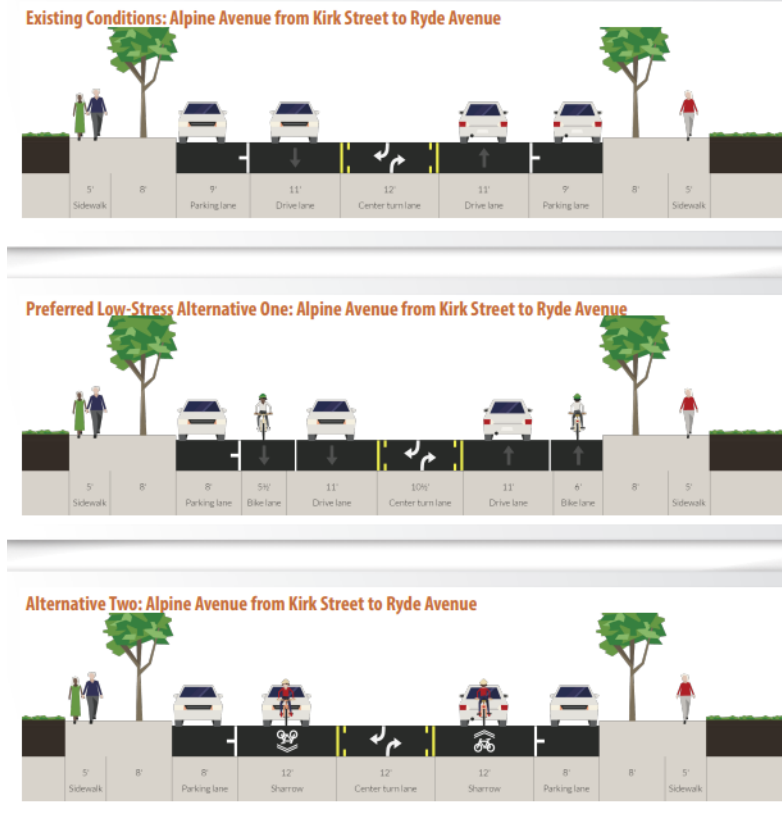 Existing Conditions: Alpine Avenue from Kirk Street to Ryde Avenue
5' 8' 9' 11' 12' 11' 9' 8' 5'
Sidewalk Parking lane Drive lane Center turn lane Drive lane Parking lane Sidewalk
Preferred Low-Stress Alternative One: Alpine Avenue from Kirk Street to Ryde Avenue
5' 8' 8' 5½' 11' 10½' 11' 6' 8' 5'
Sidewalk Parking lane Bike lane Drive lane Center turn lane Drive lane Bike lane Sidewalk
Alternative Two: Alpine Avenue from Kirk Street to Ryde Avenue
5' 8' 8' 12' 12' 12' 8' 8' 5'
Sidewalk Parking lane Sharrow Center turn lane Sharrow Parking lane Sidewalk